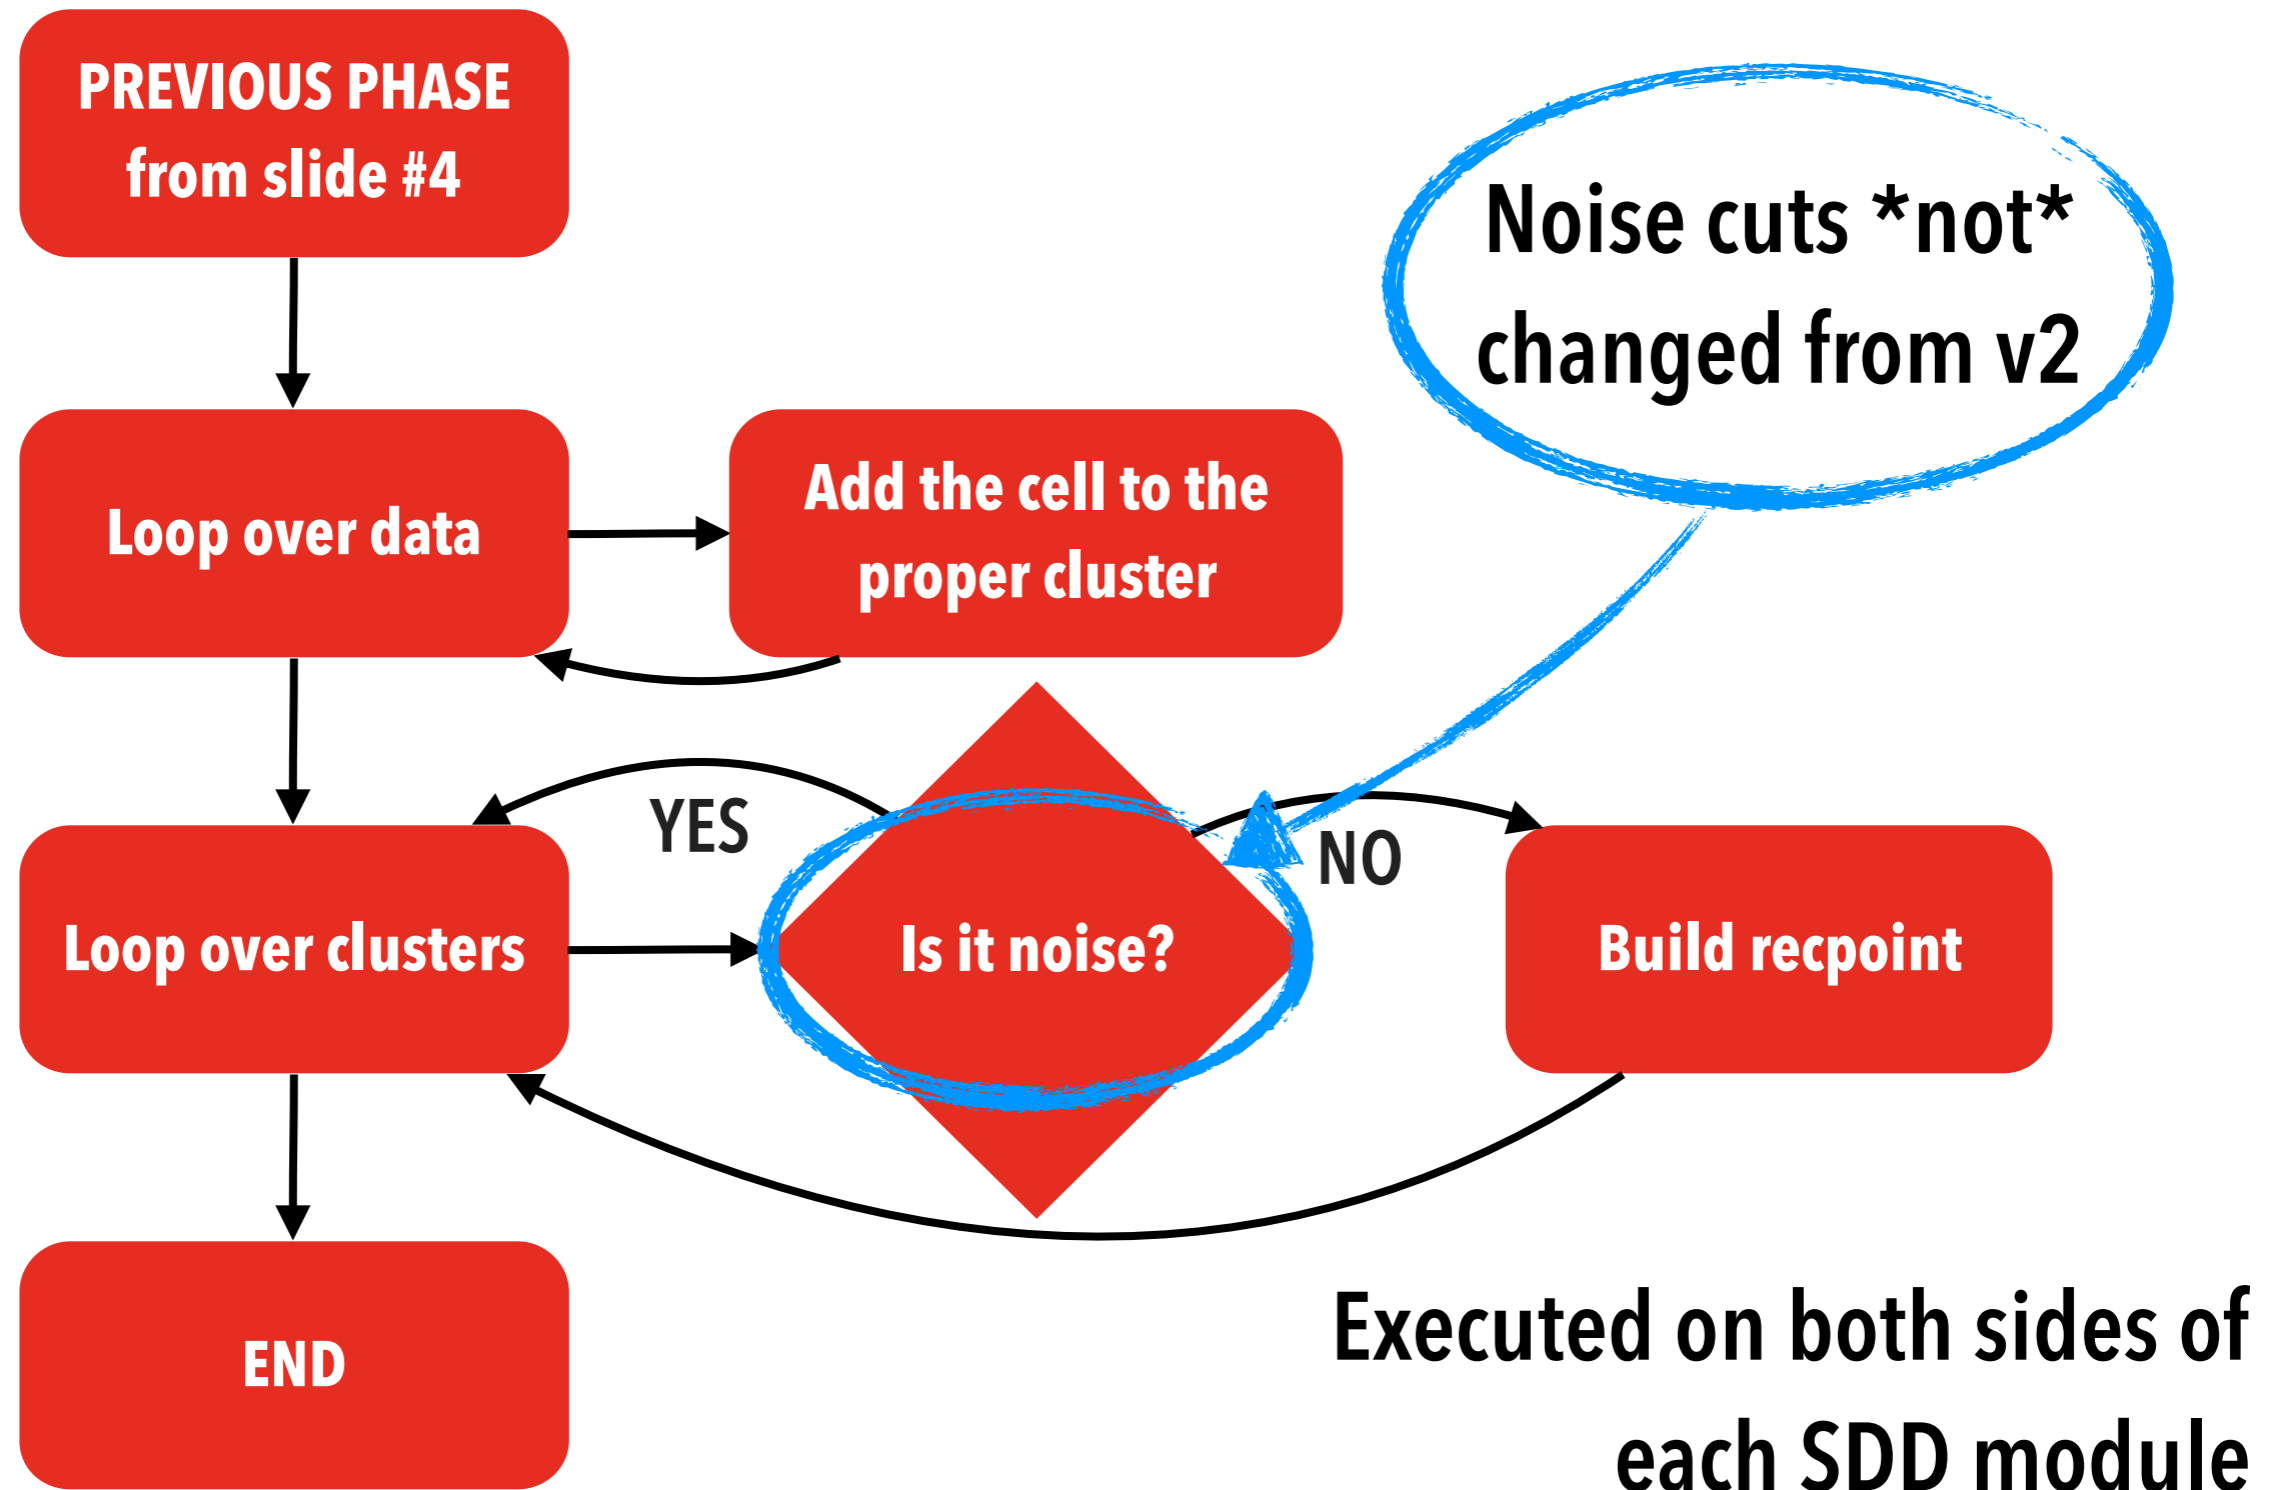 PREVIOUS PHASE
from slide #4
Noise cuts *not*
changed from v2
Loop over data
Add the cell to the
proper cluster
YES
NO
Loop over clusters
Is it noise?
Build recpoint
END
Executed on both sides of
each SDD module